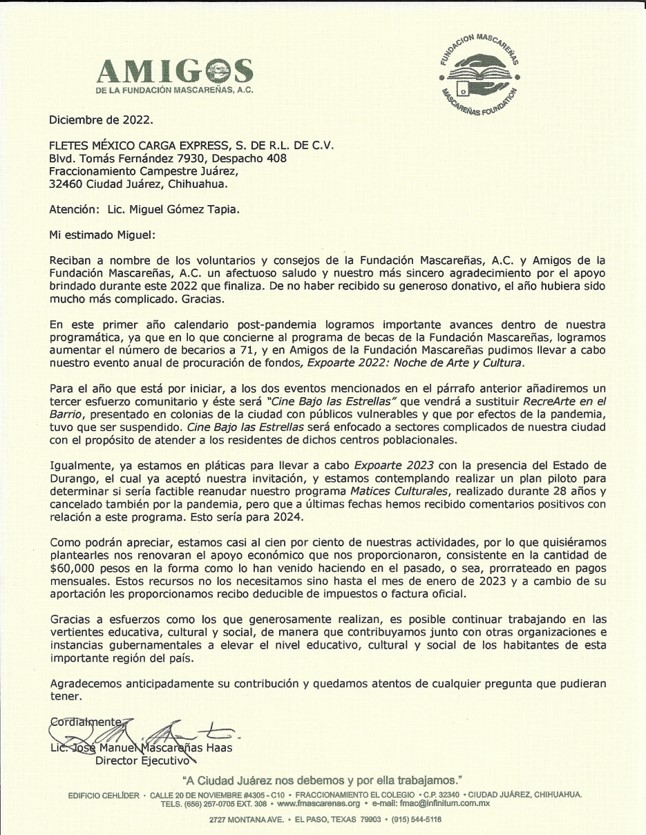 AMIGOS
DE LA FUNDACIÓN MASCAREÑAS, A.C.
FUNDACION MASCAREÑAS
MASCAREÑAS FOUNDATION
Diciembre de 2022.
FLETES MÉXICO CARGA EXPRESS, S. DE R.L. DE C.V.
Blvd. Tomás Fernández 7930, Despacho 408
Fraccionamiento Campestre Juárez,
32460 Ciudad Juárez, Chihuahua.
Atención: Lic. Miguel Gómez Tapia.
Mi estimado Miguel:
Reciban a nombre de los voluntarios y consejos de la Fundación Mascareñas, A.C. y Amigos de la
Fundación Mascareñas, A.C. un afectuoso saludo y nuestro más sincero agradecimiento por el apoyo
brindado durante este 2022 que finaliza. De no haber recibido su generoso donativo, el año hubiera sido
mucho más complicado. Gracias.
En este primer año calendario post-pandemia logramos importante avances dentro de nuestra
programática, ya que en lo que concierne al programa de becas de la Fundación Mascareñas, logramos
aumentar el número de becarios a 71, y en Amigos de la Fundación Mascareñas pudimos llevar a cabo
nuestro evento anual de procuración de fondos, Expoarte 2022: Noche de Arte y Cultura.
Para el año que está por iniciar, a los dos eventos mencionados en el párrafo anterior añadiremos un
tercer esfuerzo comunitario y éste será "Cine Bajo las Estrellas" que vendrá a sustituir RecreArte en el
Barrio, presentado en colonias de la ciudad con públicos vulnerables y que por efectos de la pandemia,
tuvo que ser suspendido. Cine Bajo las Estrellas será enfocado a sectores complicados de nuestra ciudad
con el propósito de atender a los residentes de dichos centros poblacionales.
Igualmente, ya estamos en pláticas para llevar a cabo Expoarte 2023 con la presencia del Estado de
Durango, el cual ya aceptó nuestra invitación, y estamos contemplando realizar un plan piloto para
determinar si sería factible reanudar nuestro programa Matices Culturales, realizado durante 28 años y
cancelado también por la pandemia, pero que a últimas fechas hemos recibido comentarios positivos con
relación a este programa. Esto sería para 2024.
Como podrán apreciar, estamos casi al cien por ciento de nuestras actividades, por lo que quisiéramos
plantearles nos renovaran el apoyo económico que nos proporcionaron, consistente en la cantidad de
$60,000 pesos en la forma como lo han venido haciendo en el pasado, o sea, prorrateado en pagos
mensuales. Estos recursos no los necesitamos sino hasta el mes de enero de 2023 y a cambio de su
aportación les proporcionamos recibo deducible de impuestos o factura oficial.
Gracias a esfuerzos como los que generosamente realizan, es posible continuar trabajando en las
vertientes educativa, cultural y social, de manera que contribuyamos junto con otras organizaciones e
instancias gubernamentales a elevar el nivel educativo, cultural y social de los habitantes de esta
importante región del país.
Agradecemos anticipadamente su contribución y quedamos atentos de cualquier pregunta que pudieran
tener.
Cordialmente,
Lic. José Manuel Mascareñas Haas
Director Ejecutivo
"A Ciudad Juárez nos debemos y por ella trabajamos."
EDIFICIO CEHLÍDER • CALLE 20 DE NOVIEMBRE #4305 - C10 • FRACCIONAMIENTO EL COLEGIO • C.P. 32340 • CIUDAD JUÁREZ, CHIHUAHUA.
TELS. (656) 257-0705 EXT. 308 • www.fmascarenas.org • e-mail: fmac@infinitum.com.mx
2727 MONTANA AVE. • EL PASO, TEXAS 79903 • (915) 544-5118